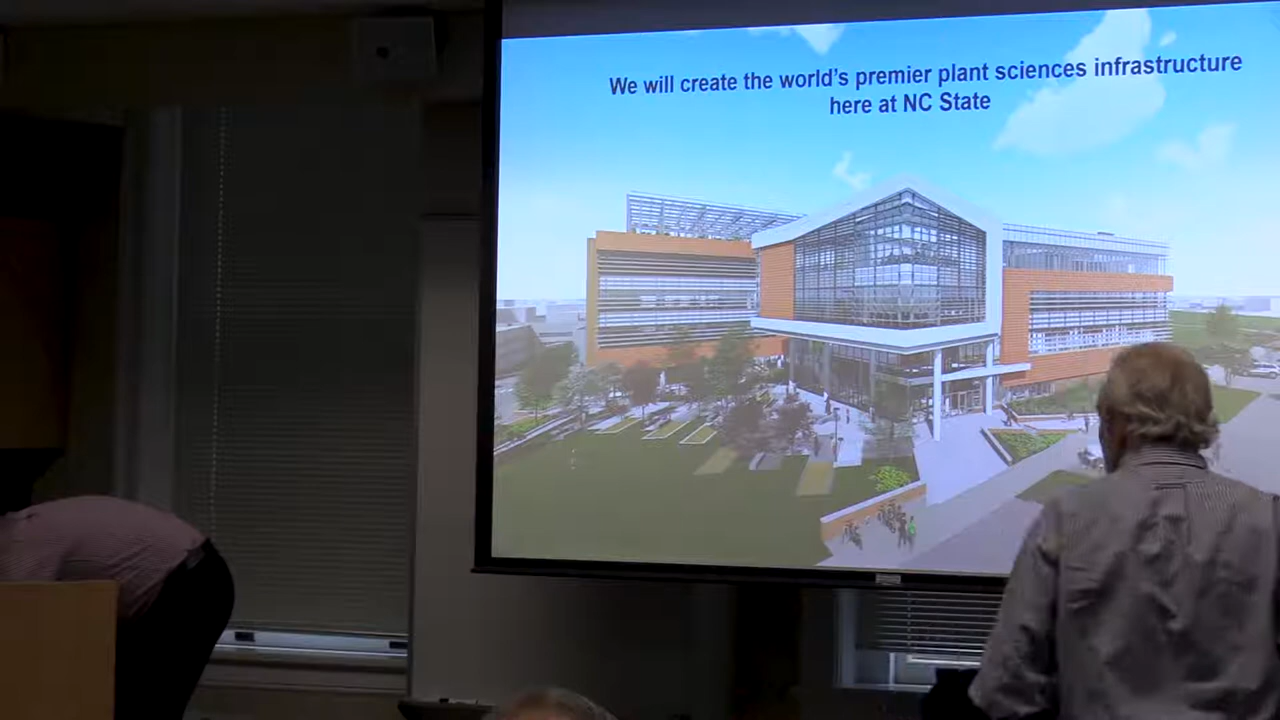 We will create the world's premier plant sciences infrastructure
here at NC State